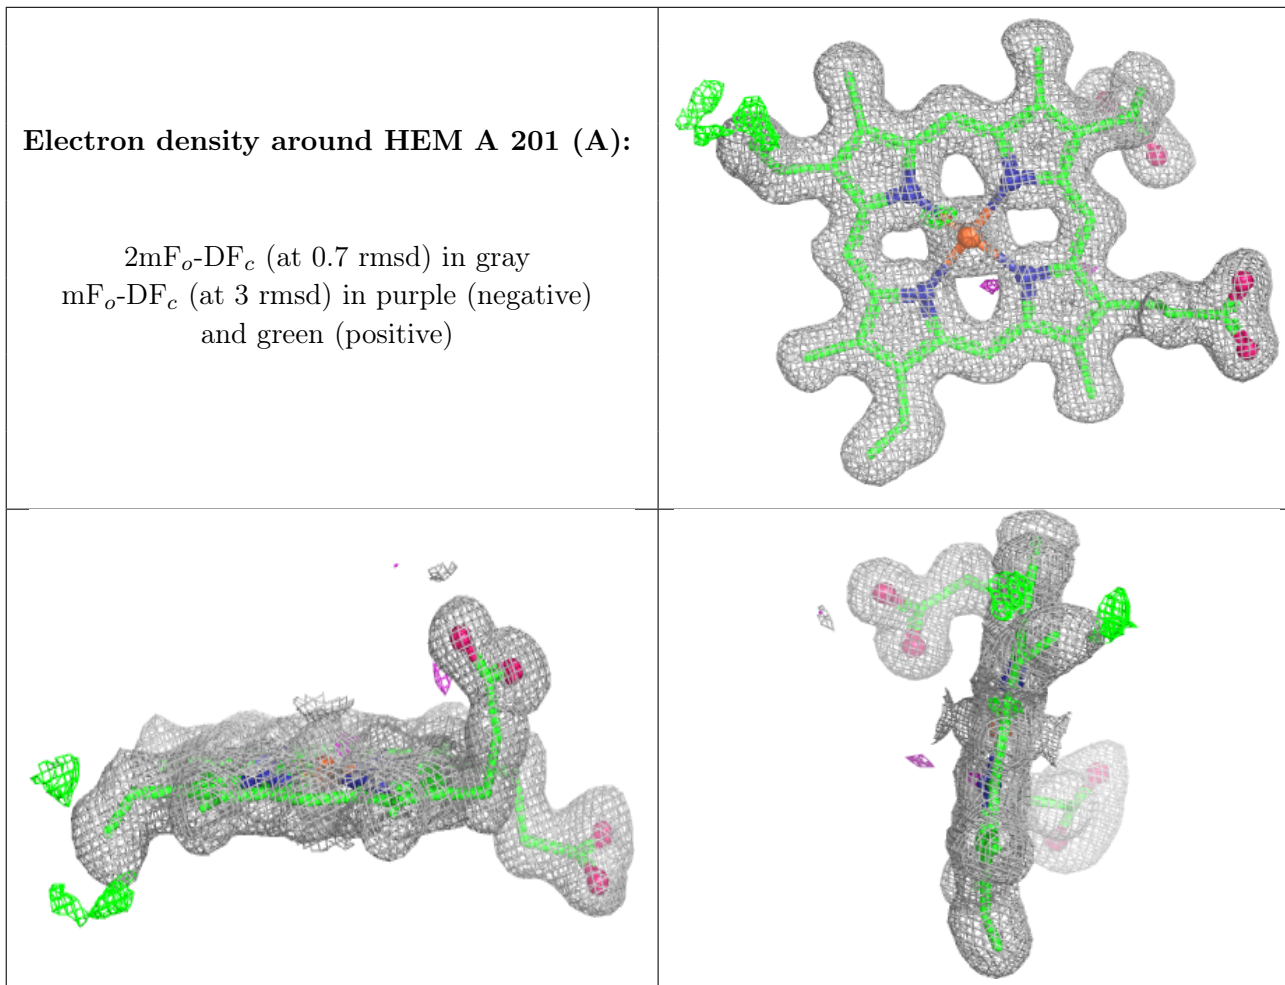 Electron density around HEM A 201 (A):
2mFₒ-DF𝒸 (at 0.7 rmsd) in gray
mFₒ-DF𝒸 (at 3 rmsd) in purple (negative)
and green (positive)